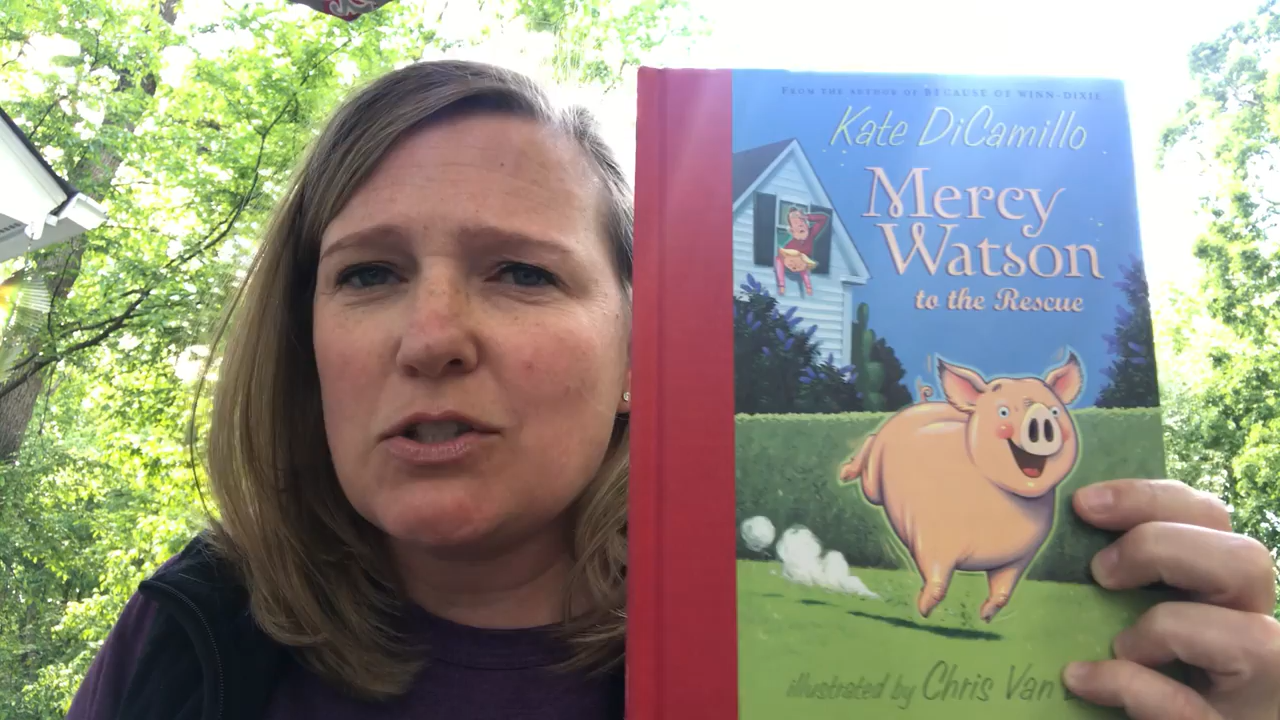 FROM THE AUTHOR OF BECAUSE OF WINN-DIXIE
Kate DiCamillo
Mercy
Watson
to the Rescue
illustrated by Chris Van